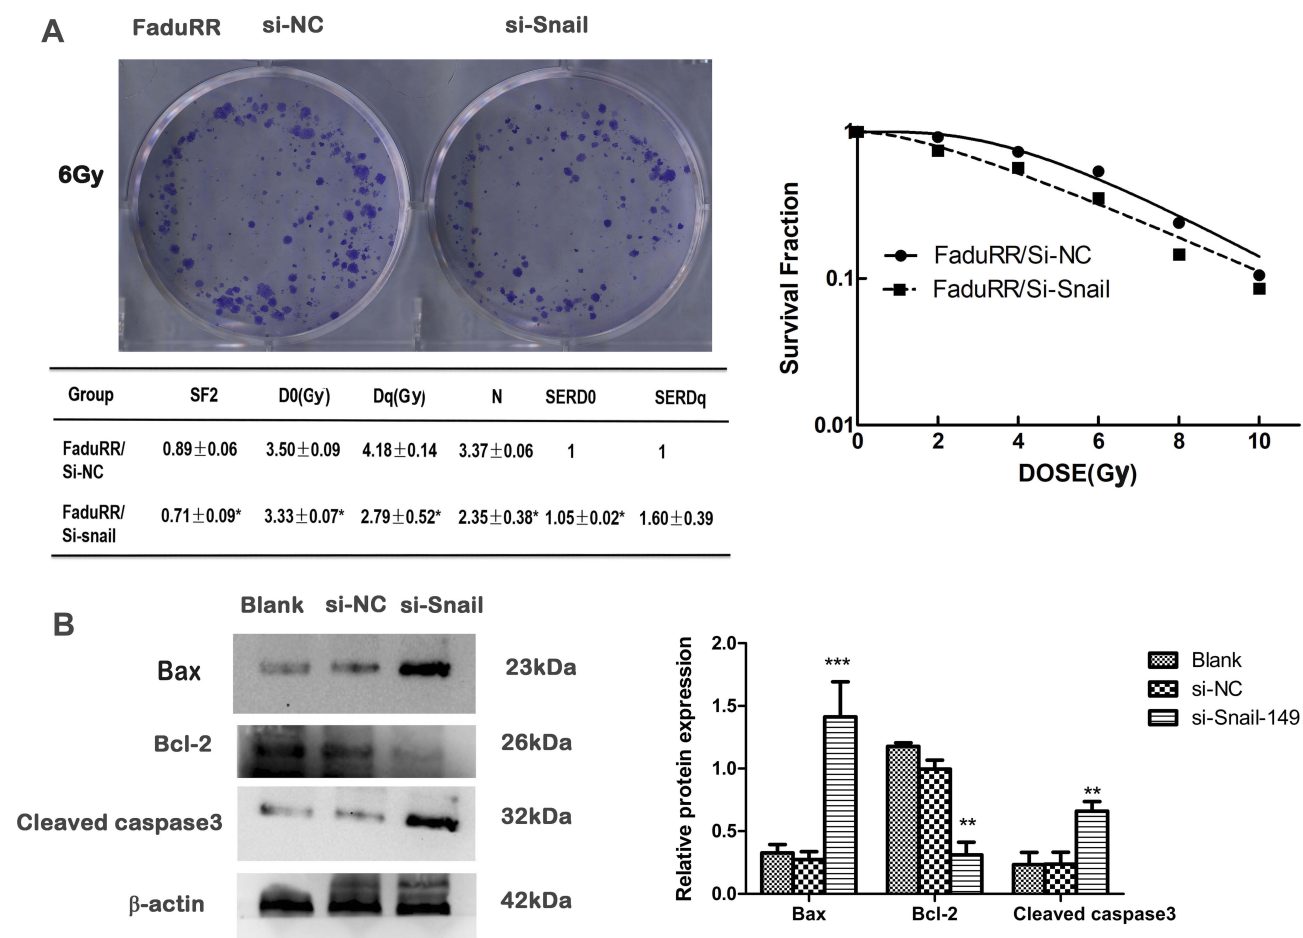 A
FaduRR si-NC si-Snail
6Gy
Group SF2 D0(Gy) Dq(Gy) N SERD0 SERDq
FaduRR/
Si-NC
0.89±0.06 3.50±0.09 4.18±0.14 3.37±0.06 1 1
FaduRR/
Si-snail
0.71±0.09* 3.33±0.07* 2.79±0.52* 2.35±0.38* 1.05±0.02* 1.60±0.39
Survival Fraction
1
0.1
0.01
0 2 4 6 8 10
DOSE(Gy)
FaduRR/Si-NC
FaduRR/Si-Snail
B
Blank si-NC si-Snail
Bax 23kDa
Bcl-2 26kDa
Cleaved caspase3 32kDa
β-actin 42kDa
Relative protein expression
2.0
1.5
1.0
0.5
0.0
***
**
**
Bax Bcl-2 Cleaved caspase3
Blank
si-NC
si-Snail-149